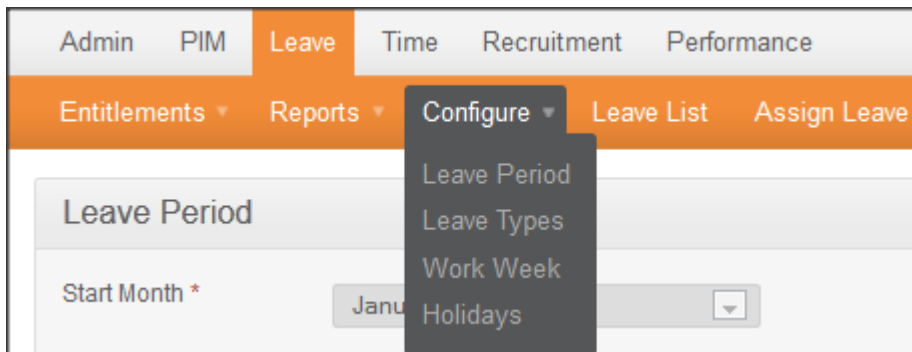 Admin PIM Leave Time Recruitment Performance
Entitlements Reports Configure Leave List Assign Leave
Leave Period
Leave Types
Work Week
Holidays
Leave Period
Start Month *
Janu